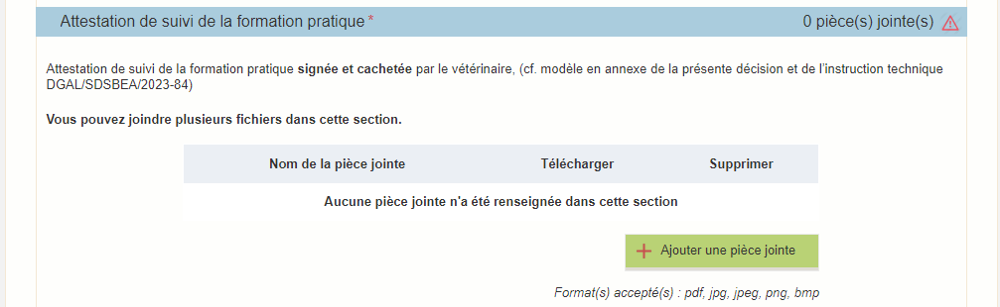 Attestation de suivi de la formation pratique * 0 pièce(s) jointe(s)
Attestation de suivi de la formation pratique signée et cachetée par le vétérinaire, (cf. modèle en annexe de la présente décision et de l'instruction technique
DGAL/SDSBEA/2023-84)
Vous pouvez joindre plusieurs fichiers dans cette section.
Nom de la pièce jointe Télécharger Supprimer
Aucune pièce jointe n'a été renseignée dans cette section
Ajouter une pièce jointe
Format(s) accepté(s) : pdf, jpg, jpeg, png, bmp